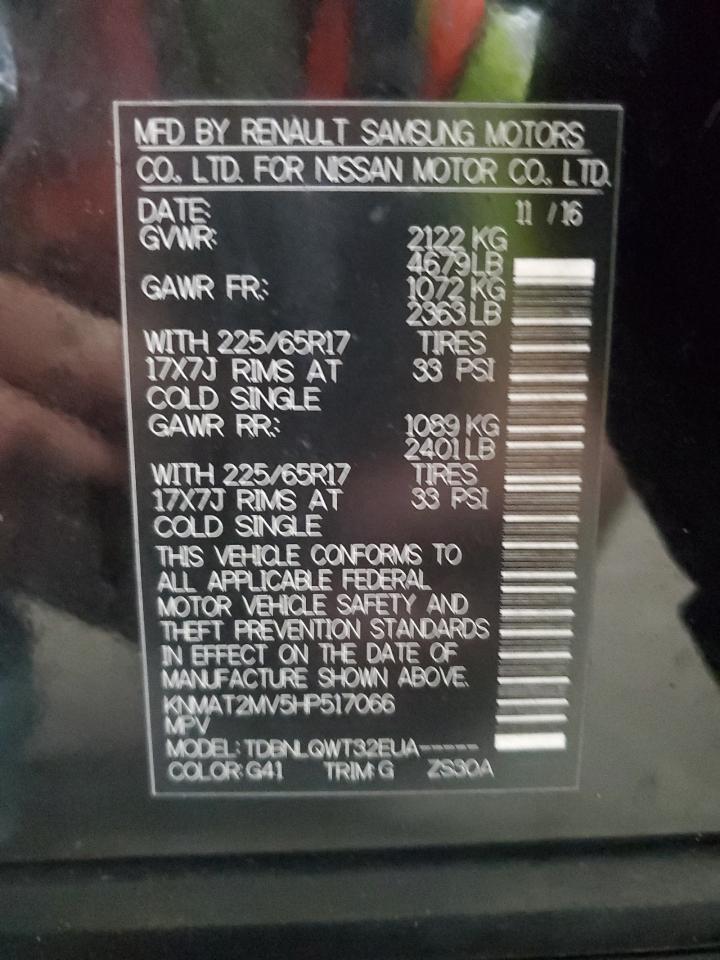 MFD BY RENAULT SAMSUNG MOTORS
CO., LTD. FOR NISSAN MOTOR CO., LTD.
DATE: 11 /16
GVWR: 2122 KG
4679 LB
GAWR FR.: 1072 KG
2363 LB
WITH 225/65R17 TIRES
17X7J RIMS AT 33 PSI
COLD SINGLE
GAWR RR.: 1089 KG
2401 LB
WITH 225/65R17 TIRES
17X7J RIMS AT 33 PSI
COLD SINGLE
THIS VEHICLE CONFORMS TO
ALL APPLICABLE FEDERAL
MOTOR VEHICLE SAFETY AND
THEFT PREVENTION STANDARDS
IN EFFECT ON THE DATE OF
MANUFACTURE SHOWN ABOVE.
KNMAT2MV5HP517066
MPV
MODEL: TDBNLQWT32EUA-----
COLOR: G41 TRIM: G ZS30A